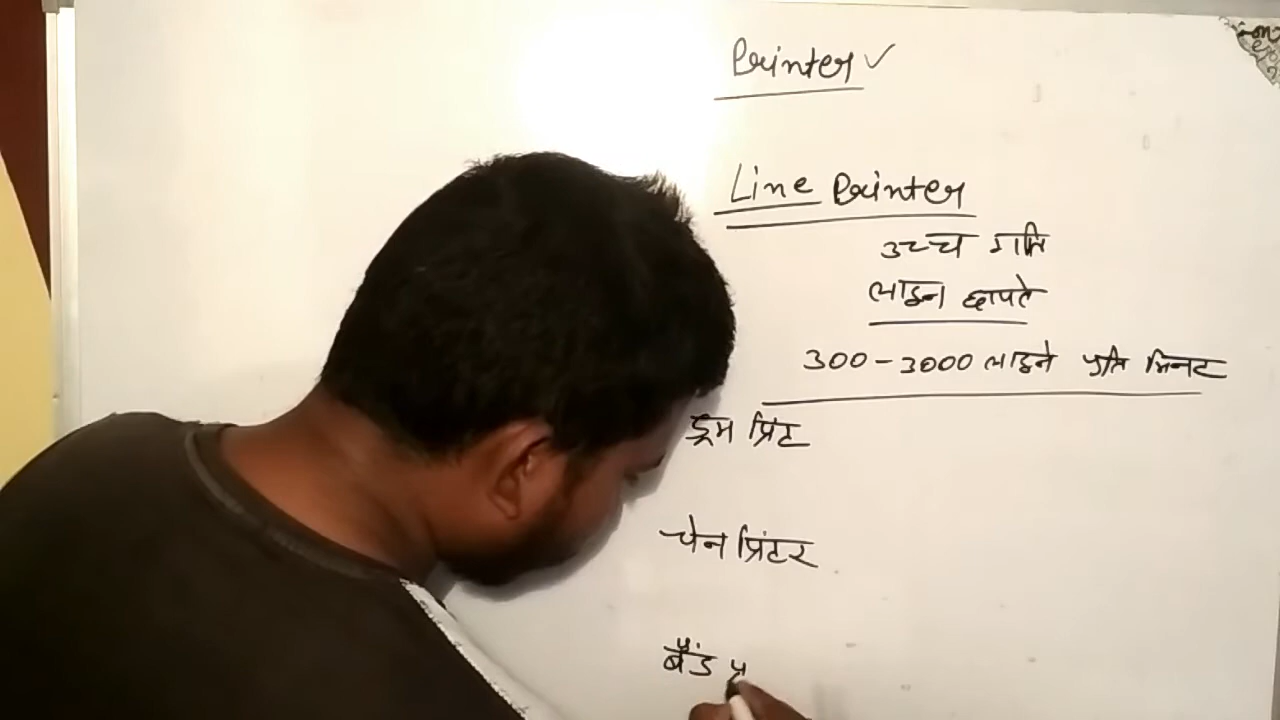 Printer ✓
Line Printer
उच्च गति
लाइन छापते
300-3000 लाइने प्रति मिनट
ड्रम प्रिंट
चेन प्रिंटर
बैंड प्र